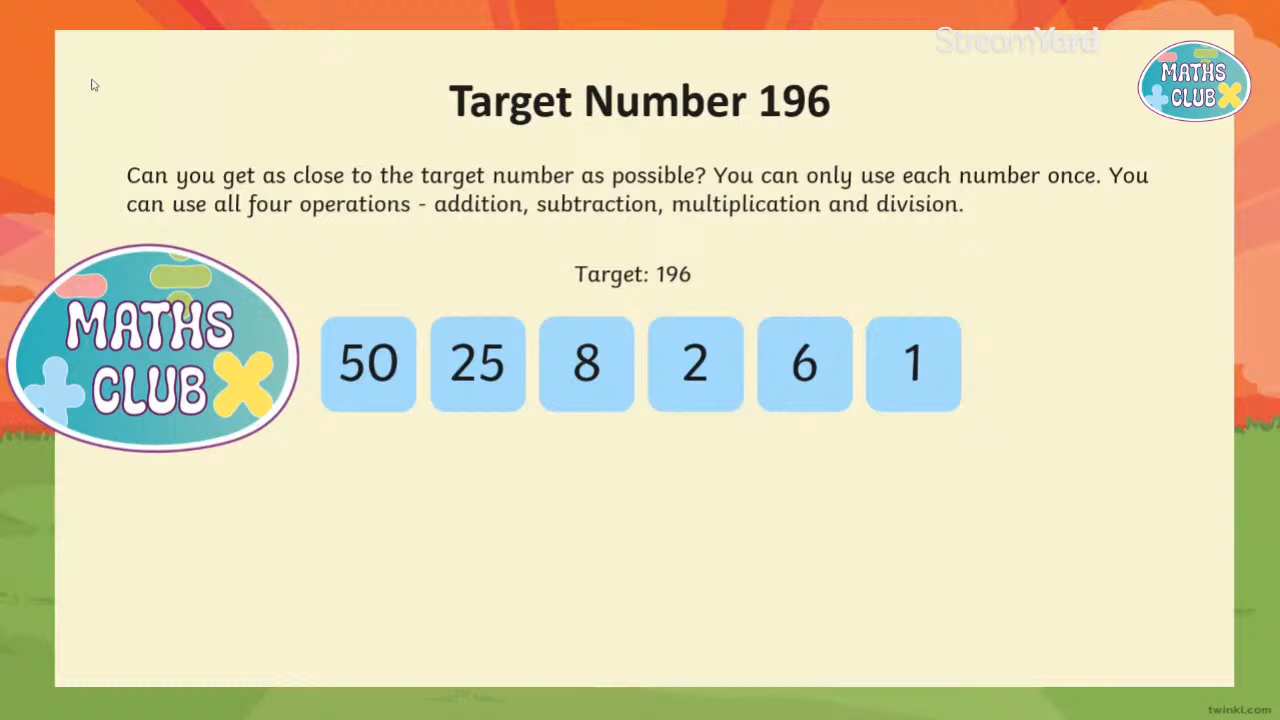 StreamYard
MATHS
CLUB
Target Number 196
Can you get as close to the target number as possible? You can only use each number once. You
can use all four operations - addition, subtraction, multiplication and division.
Target: 196
MATHS
CLUB
50 25 8 2 6 1
twinkl.com